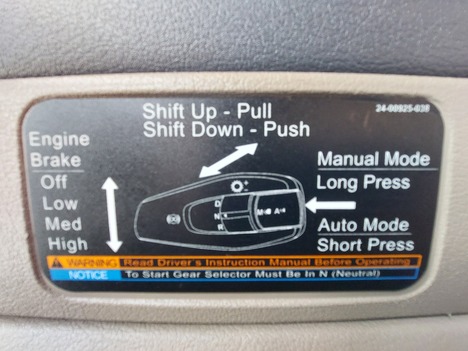 24-00925-030
Shift Up - Pull
Shift Down - Push
Engine
Brake
Off
Low
Med
High
D
N
R
M
A
Manual Mode
Long Press
Auto Mode
Short Press
WARNING Read Driver's Instruction Manual Before Operating
NOTICE To Start Gear Selector Must Be In N (Neutral)